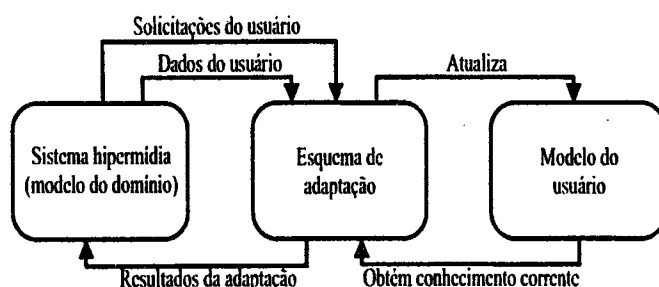 Solicitações do usuário
Dados do usuário
Atualiza
Sistema hipermídia
(modelo do domínio)
Esquema de
adaptação
Modelo do
usuário
Resultados da adaptação
Obtém conhecimento corrente